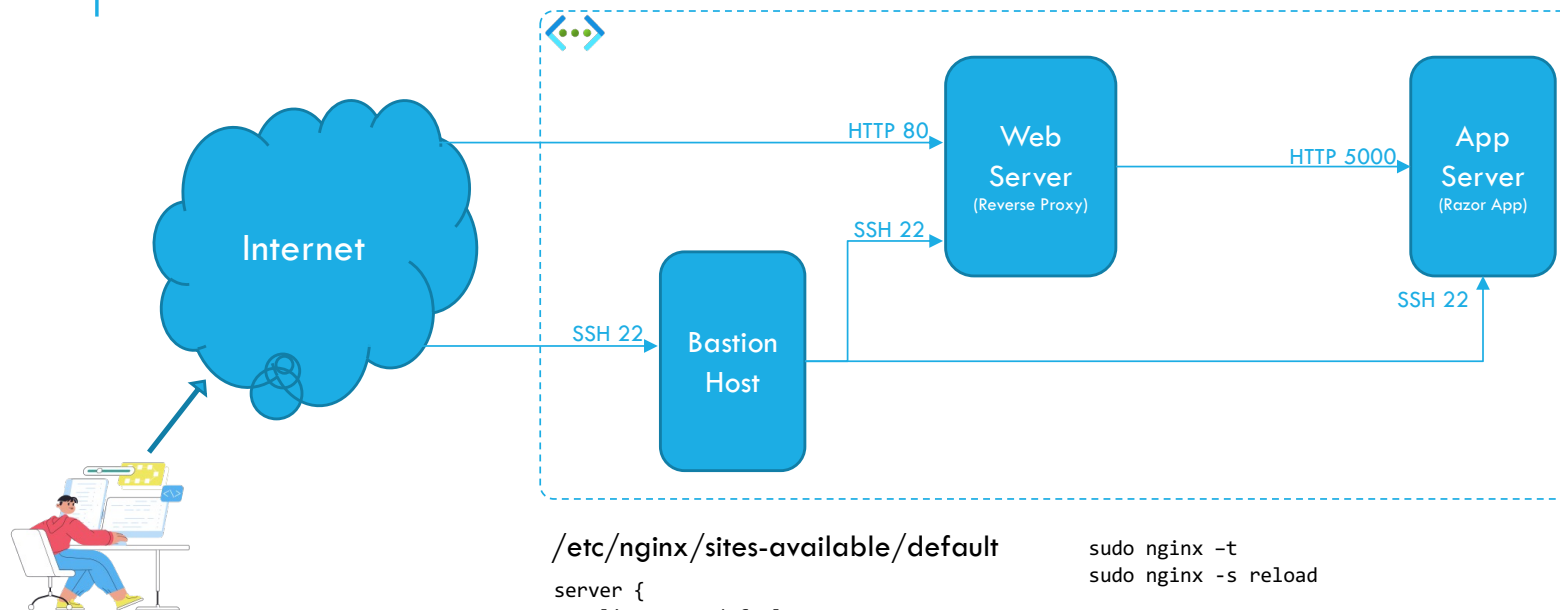 HTTP 80
Web
Server
(Reverse Proxy)
HTTP 5000
App
Server
(Razor App)
Internet
SSH 22
SSH 22
SSH 22
Bastion
Host
/etc/nginx/sites-available/default
server {
sudo nginx –t
sudo nginx -s reload